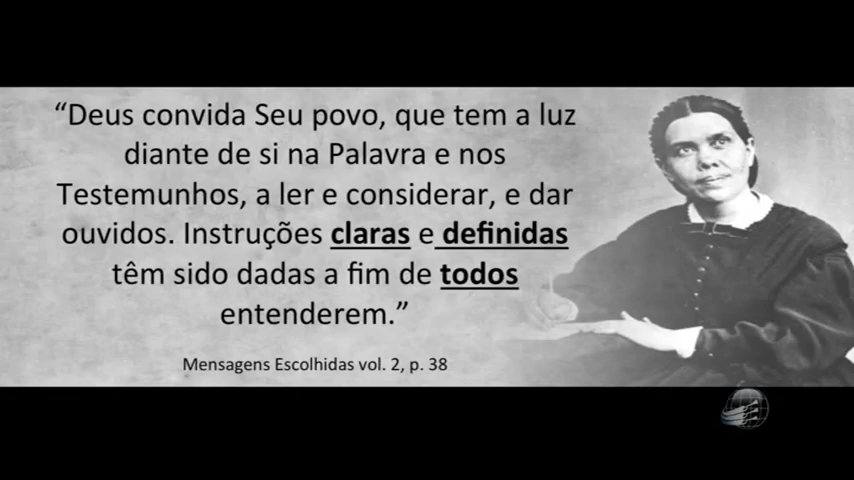 “Deus convida Seu povo, que tem a luz
diante de si na Palavra e nos
Testemunhos, a ler e considerar, e dar
ouvidos. Instruções claras e definidas
têm sido dadas a fim de todos
entenderem.”
Mensagens Escolhidas vol. 2, p. 38